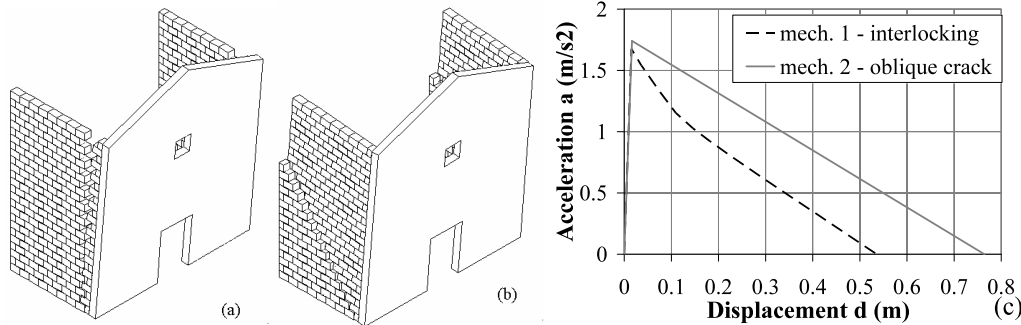 (a)
(b)
Acceleration a (m/s2)
2
1.5
1
0.5
0
mech. 1 - interlocking
mech. 2 - oblique crack
0 0.1 0.2 0.3 0.4 0.5 0.6 0.7 0.8
Displacement d (m)
(c)